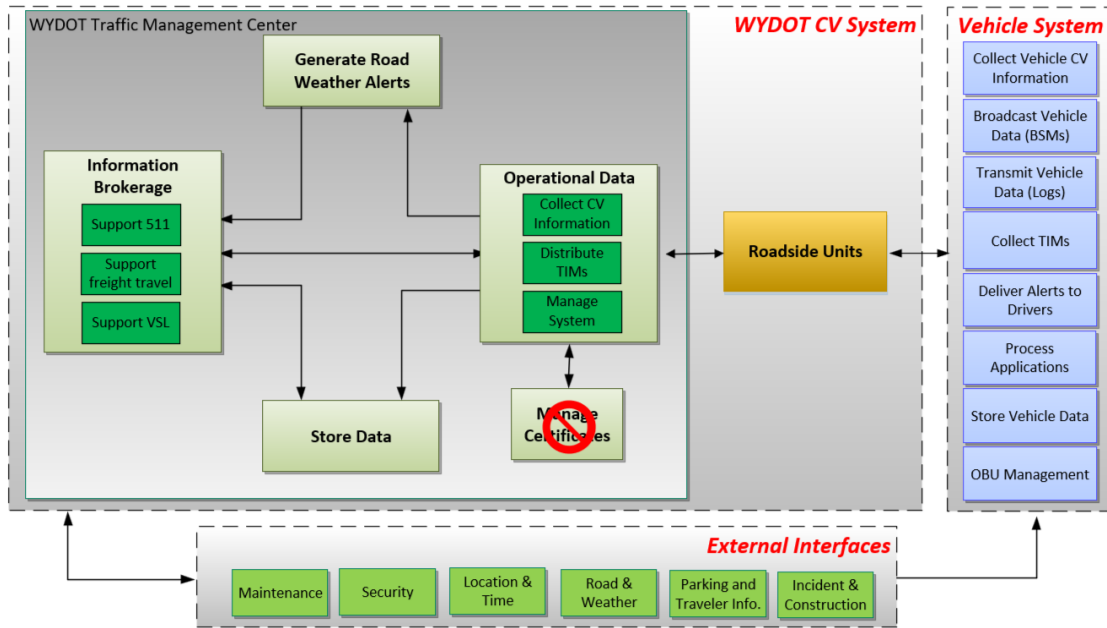 WYDOT Traffic Management Center
WYDOT CV System
Vehicle System
Generate Road
Weather Alerts
Information
Brokerage
Support 511
Support
freight travel
Support VSL
Operational Data
Collect CV
Information
Distribute
TIMs
Manage
System
Roadside Units
Store Data
Manage
Certificates
Collect Vehicle CV
Information
Broadcast Vehicle
Data (BSMs)
Transmit Vehicle
Data (Logs)
Collect TIMs
Deliver Alerts to
Drivers
Process
Applications
Store Vehicle Data
OBU Management
External Interfaces
Maintenance
Security
Location &
Time
Road &
Weather
Parking and
Traveler Info.
Incident &
Construction